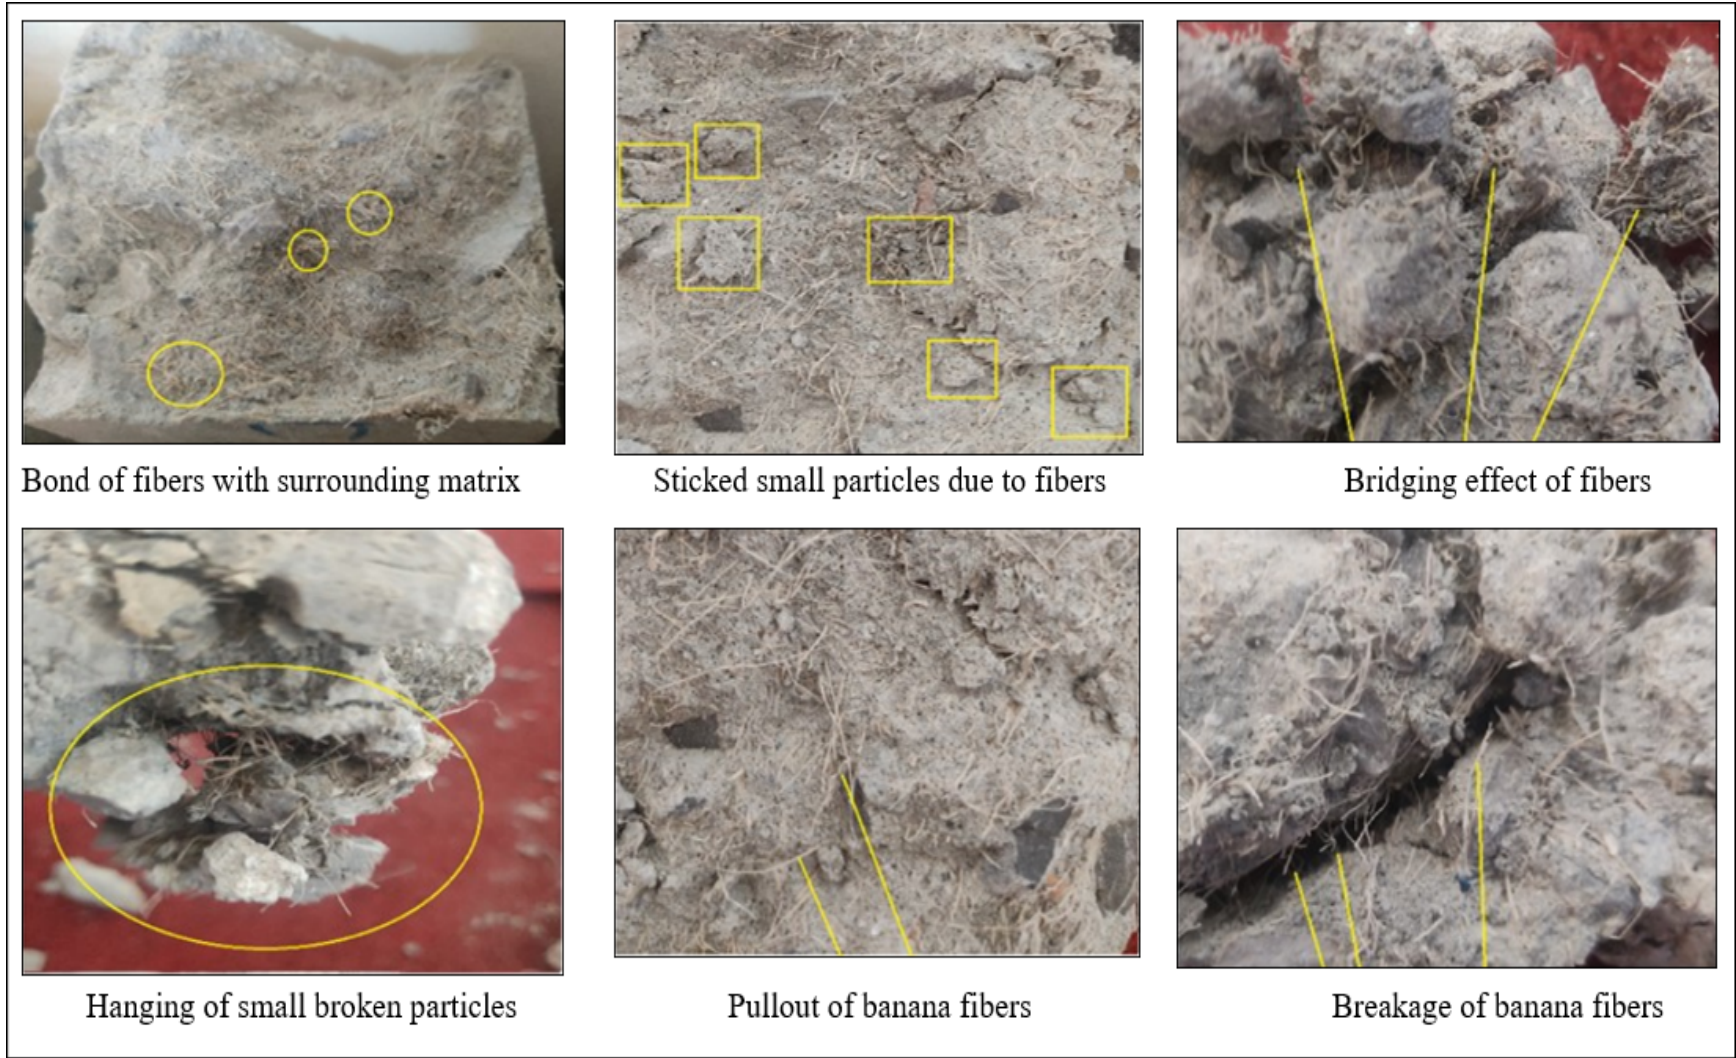 Bond of fibers with surrounding matrix
Sticked small particles due to fibers
Bridging effect of fibers
Hanging of small broken particles
Pullout of banana fibers
Breakage of banana fibers